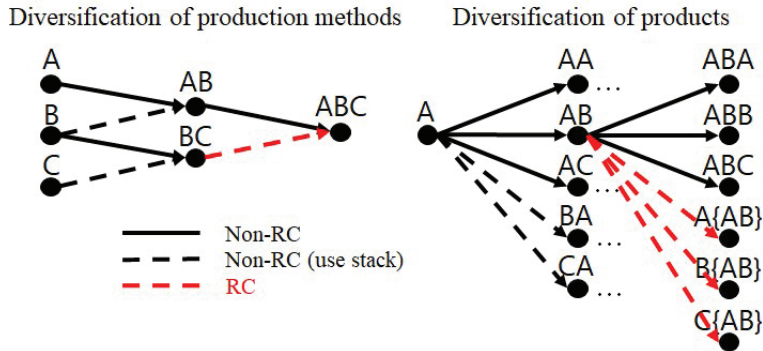 Diversification of production methods
A
B
C
AB
BC
ABC
Non-RC
Non-RC (use stack)
RC
Diversification of products
A
AA ...
AB
AC ...
BA ...
CA ...
ABA
ABB
ABC
A{AB}
B{AB}
C{AB}